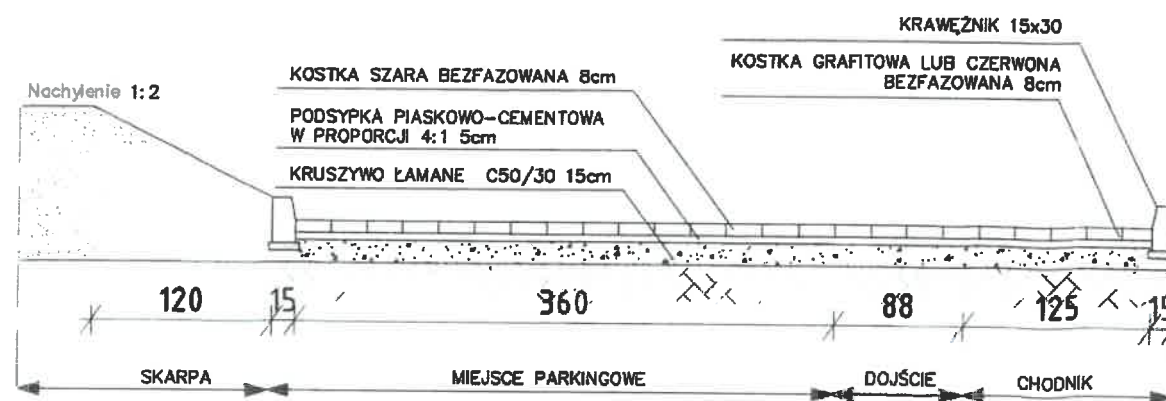 KRAWĘŻNIK 15x30
KOSTKA GRAFITOWA LUB CZERWONA
BEZFAZOWANA 8cm
KOSTKA SZARA BEZFAZOWANA 8cm
Nachylenie 1:2
PODSYPKA PIASKOWO-CEMENTOWA
W PROPORCJI 4:1 5cm
KRUSZYWO ŁAMANE C50/30 15cm
120 15 360 88 125 15
SKARPA MIEJSCE PARKINGOWE DOJŚCIE CHODNIK